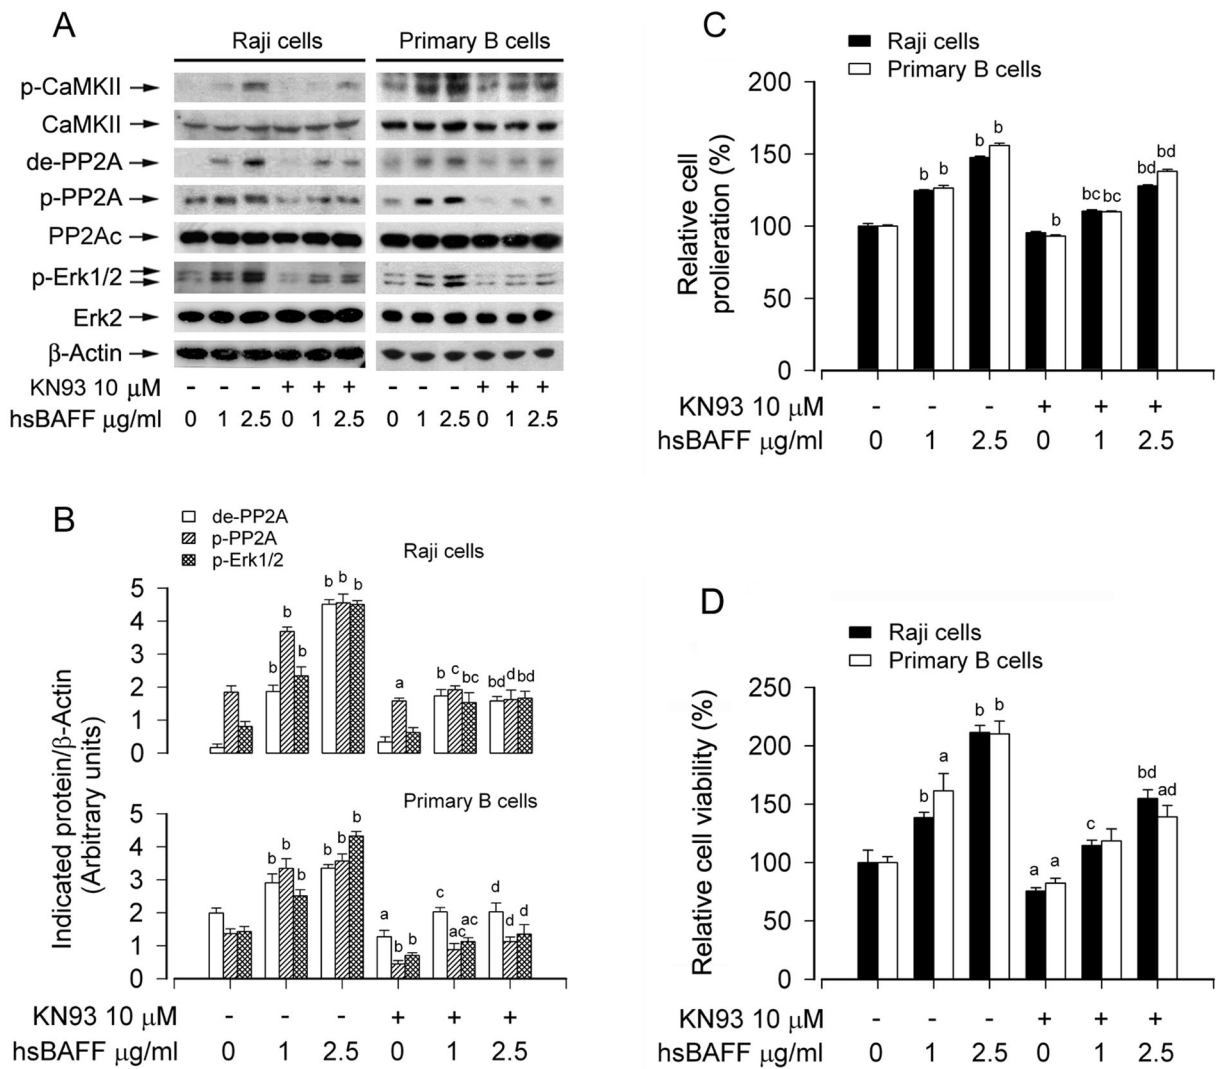 A
Raji cells
Primary B cells
p-CaMKII
CaMKII
de-PP2A
p-PP2A
PP2Ac
p-Erk1/2
Erk2
β-Actin
KN93 10 μM - - - + + + - - - + + +
hsBAFF μg/ml 0 1 2.5 0 1 2.5 0 1 2.5 0 1 2.5
B
de-PP2A
p-PP2A
p-Erk1/2
Raji cells
Indicated protein/β-Actin
(Arbitrary units)
5
4
3
2
1
0
b b b
b b b
a
b c bc
bd d bd
Primary B cells
5
4
3
2
1
0
b b b
b b b
a b b
c ac ac
d d d
KN93 10 μM - - - + + +
hsBAFF μg/ml 0 1 2.5 0 1 2.5
C
Raji cells
Primary B cells
Relative cell
prolieration (%)
200
150
100
50
0
b b
b b
b
bc bc
bd bd
KN93 10 μM - - - + + +
hsBAFF μg/ml 0 1 2.5 0 1 2.5
D
Raji cells
Primary B cells
Relative cell viability (%)
250
200
150
100
50
0
b a
b b
a a
c
bd ad
KN93 10 μM - - - + + +
hsBAFF μg/ml 0 1 2.5 0 1 2.5